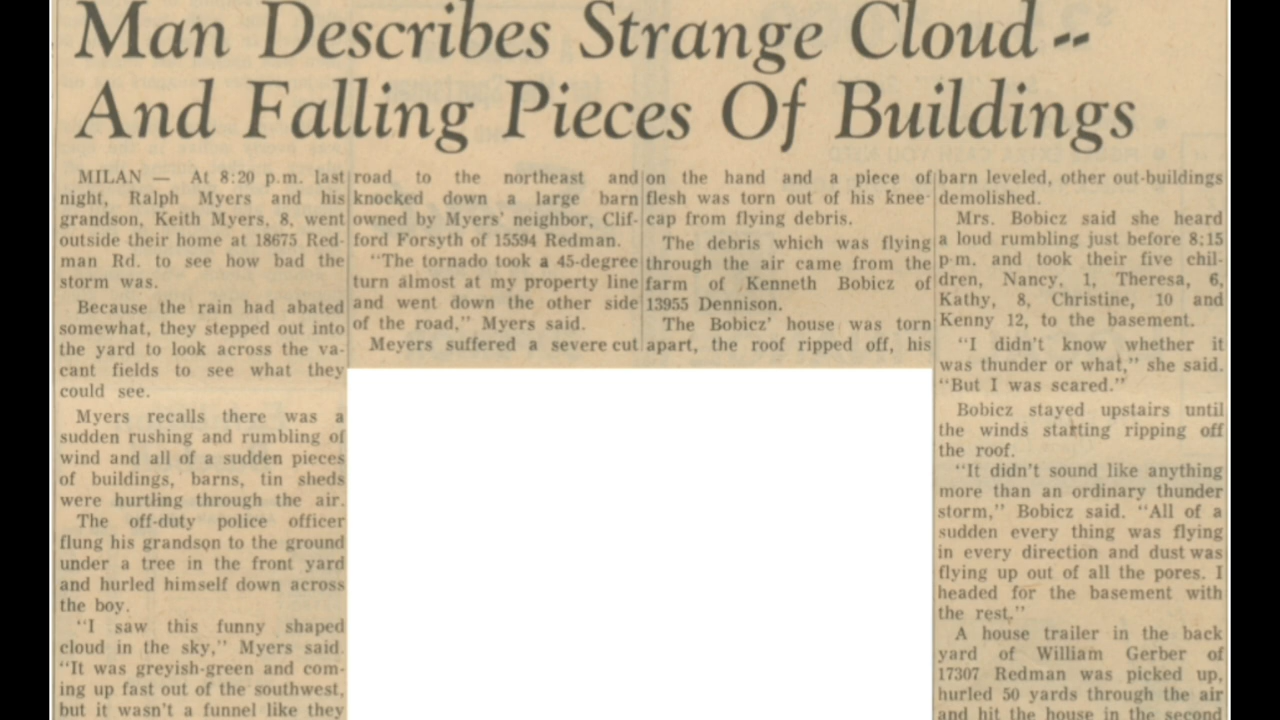 Man Describes Strange Cloud --
And Falling Pieces Of Buildings
MILAN — At 8:20 p.m. last
night, Ralph Myers and his
grandson, Keith Myers, 8, went
outside their home at 18675 Red-
man Rd. to see how bad the
storm was.
Because the rain had abated
somewhat, they stepped out into
the yard to look across the va-
cant fields to see what they
could see.
Myers recalls there was a
sudden rushing and rumbling of
wind and all of a sudden pieces
of buildings, barns, tin sheds
were hurtling through the air.
The off-duty police officer
flung his grandson to the ground
under a tree in the front yard
and hurled himself down across
the boy.
"I saw this funny shaped
cloud in the sky," Myers said.
"It was greyish-green and com-
ing up fast out of the southwest,
but it wasn't a funnel like they
road to the northeast and
knocked down a large barn
owned by Myers' neighbor, Clif-
ford Forsyth of 15594 Redman.
"The tornado took a 45-degree
turn almost at my property line
and went down the other side
of the road," Myers said.
Meyers suffered a severe cut
on the hand and a piece of
flesh was torn out of his knee-
cap from flying debris.
The debris which was flying
through the air came from the
farm of Kenneth Bobicz of
13955 Dennison.
The Bobicz' house was torn
apart, the roof ripped off, his
barn leveled, other out-buildings
demolished.
Mrs. Bobicz said she heard
a loud rumbling just before 8:15
p.m. and took their five chil-
dren, Nancy, 1, Theresa, 6,
Kathy, 8, Christine, 10 and
Kenny 12, to the basement.
"I didn't know whether it
was thunder or what," she said.
"But I was scared."
Bobicz stayed upstairs until
the winds starting ripping off
the roof.
"It didn't sound like anything
more than an ordinary thunder
storm," Bobicz said. "All of a
sudden every thing was flying
in every direction and dust was
flying up out of all the pores. I
headed for the basement with
the rest."
A house trailer in the back
yard of William Gerber of
17307 Redman was picked up,
hurled 50 yards through the air
and hit the house in the second